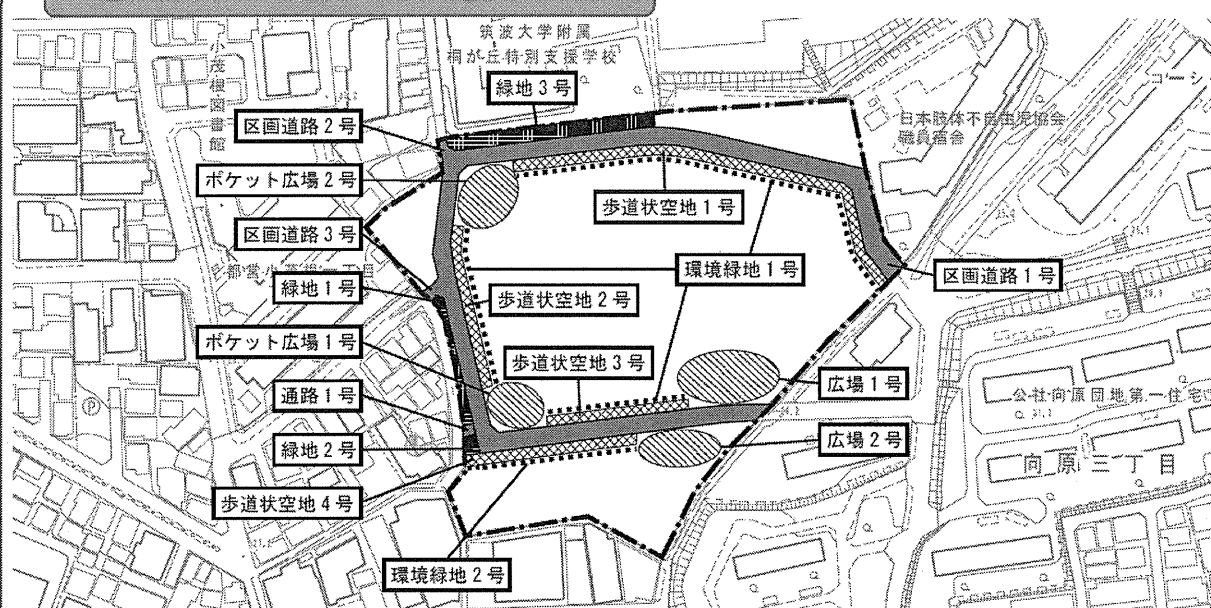 筑波大学附属
桐が丘特別支援学校
小茂根図書館
緑地3号
区画道路2号
ポケット広場2号
歩道状空地1号
区画道路3号
環境緑地1号
区画道路1号
緑地1号
歩道状空地2号
ポケット広場1号
歩道状空地3号
広場1号
通路1号
緑地2号
広場2号
歩道状空地4号
環境緑地2号
日本肢体不自由児協会
職員宿舎
コーシ
公社向原団地第一住宅
向原三丁目
P